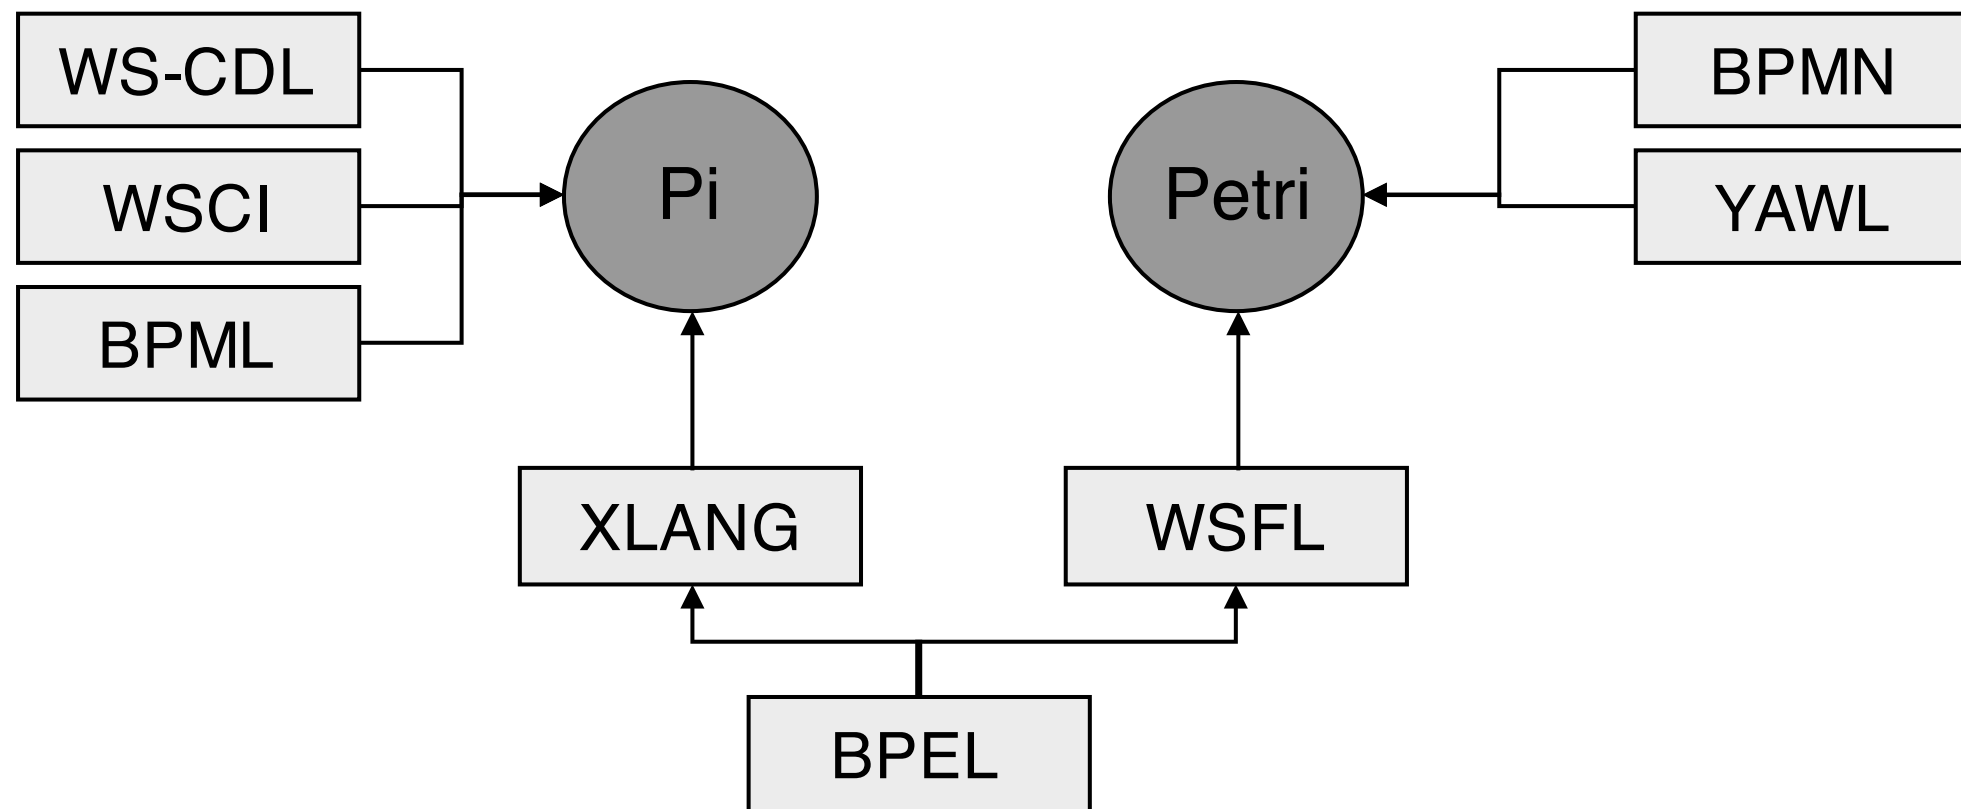 WS-CDL
WSCI
BPML
Pi
Petri
BPMN
YAWL
XLANG
WSFL
BPEL